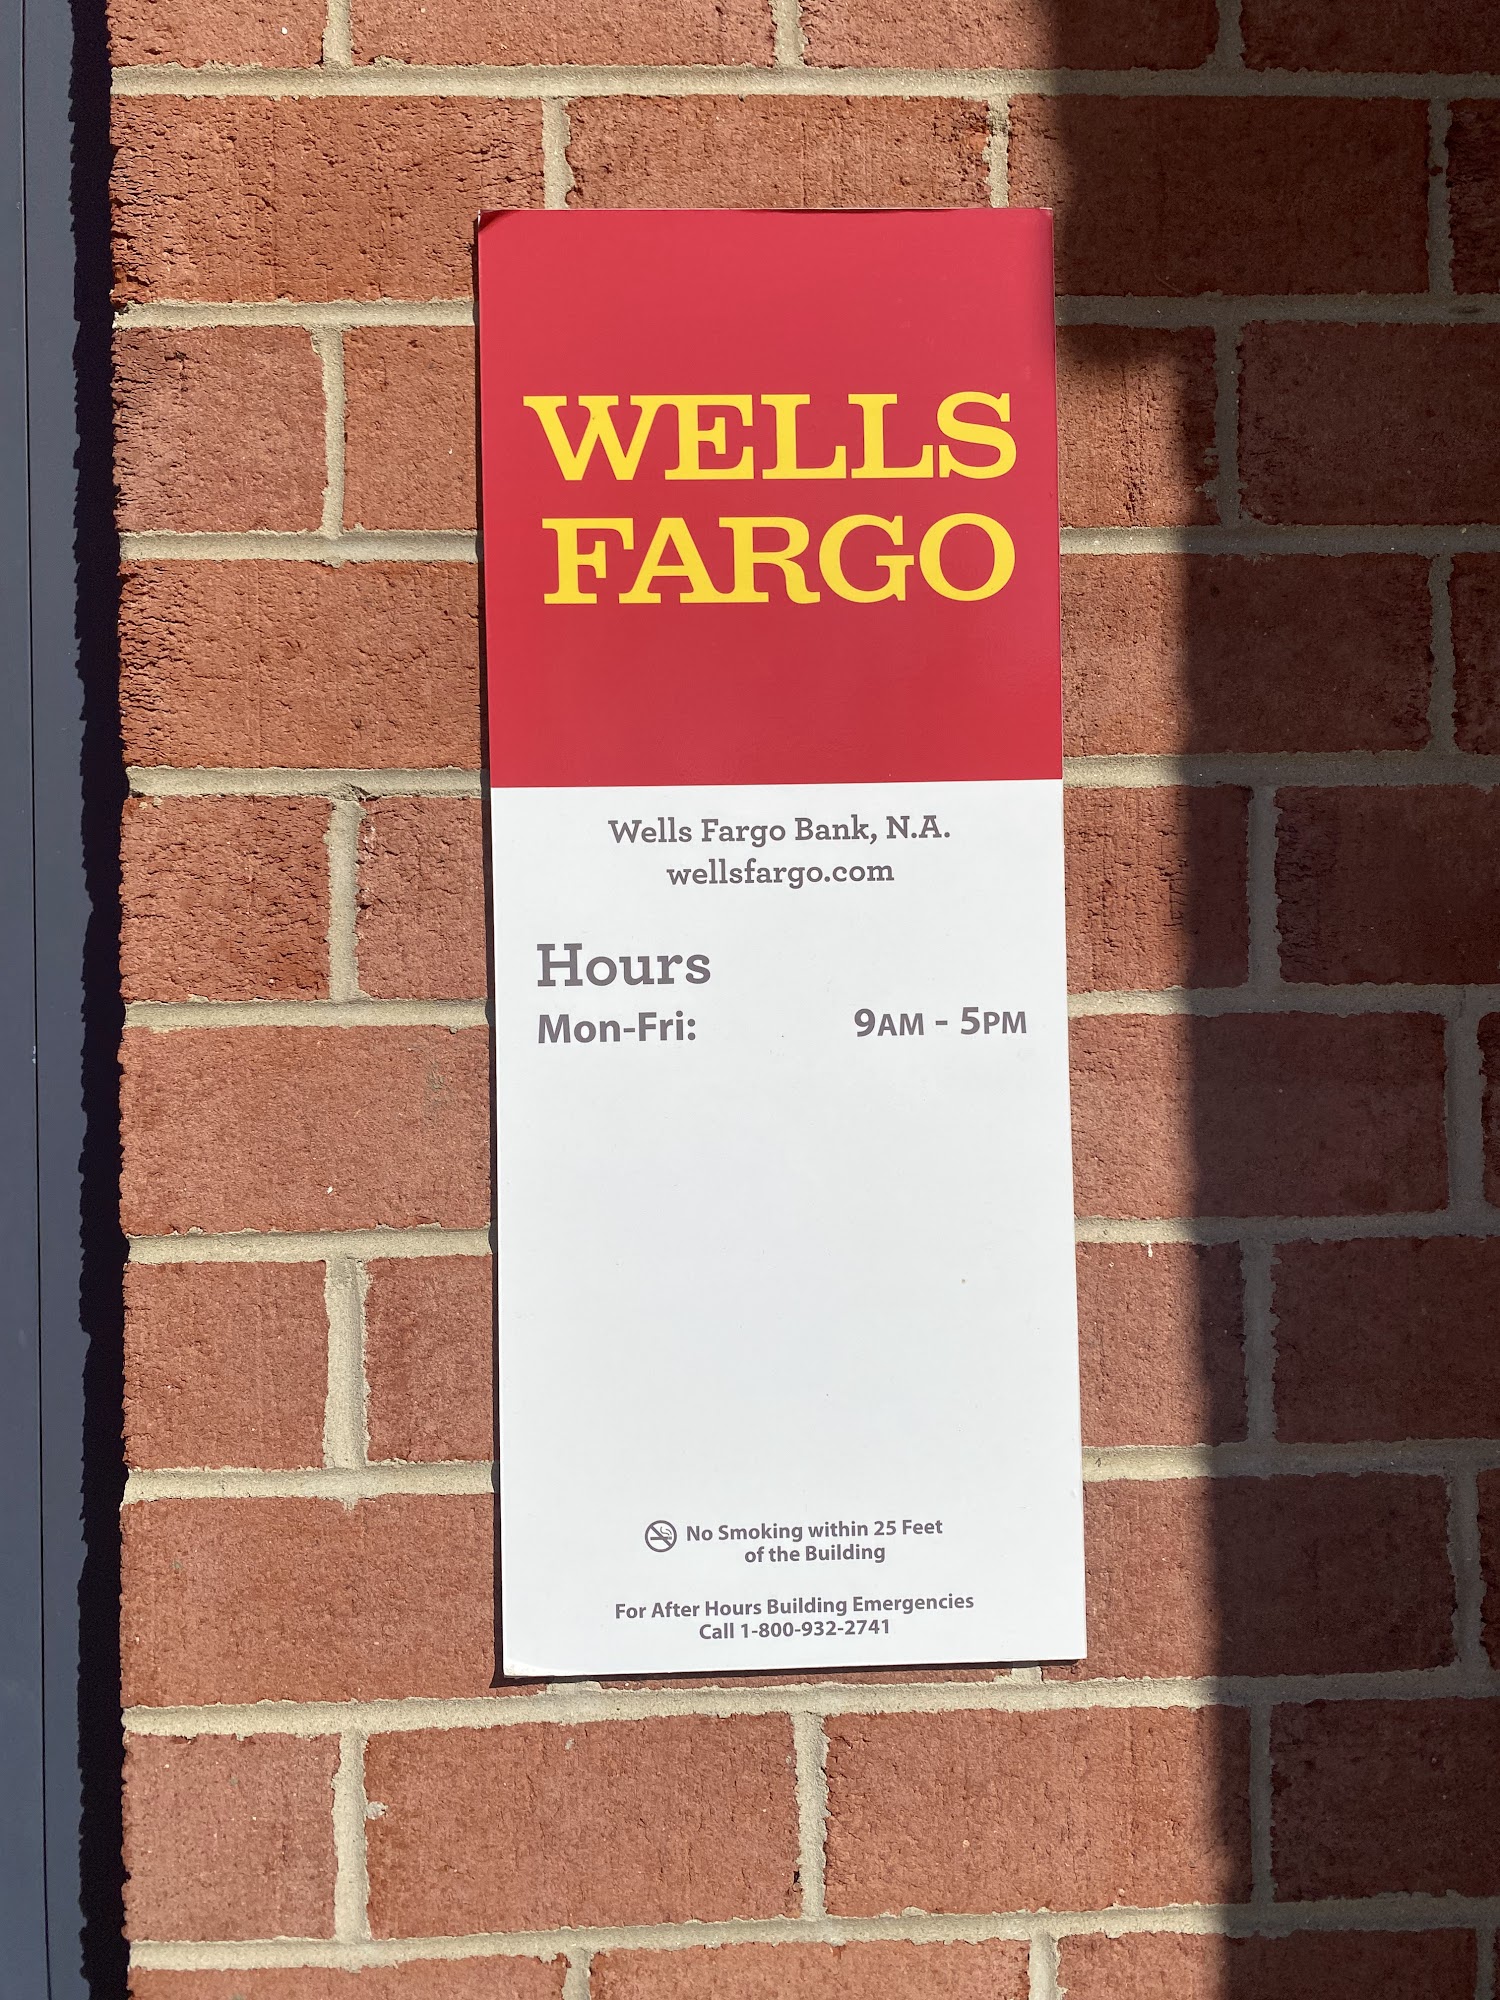 WELLS
FARGO
Wells Fargo Bank, N.A.
wellsfargo.com
Hours
Mon-Fri: 9AM - 5PM
No Smoking within 25 Feet
of the Building
For After Hours Building Emergencies
Call 1-800-932-2741